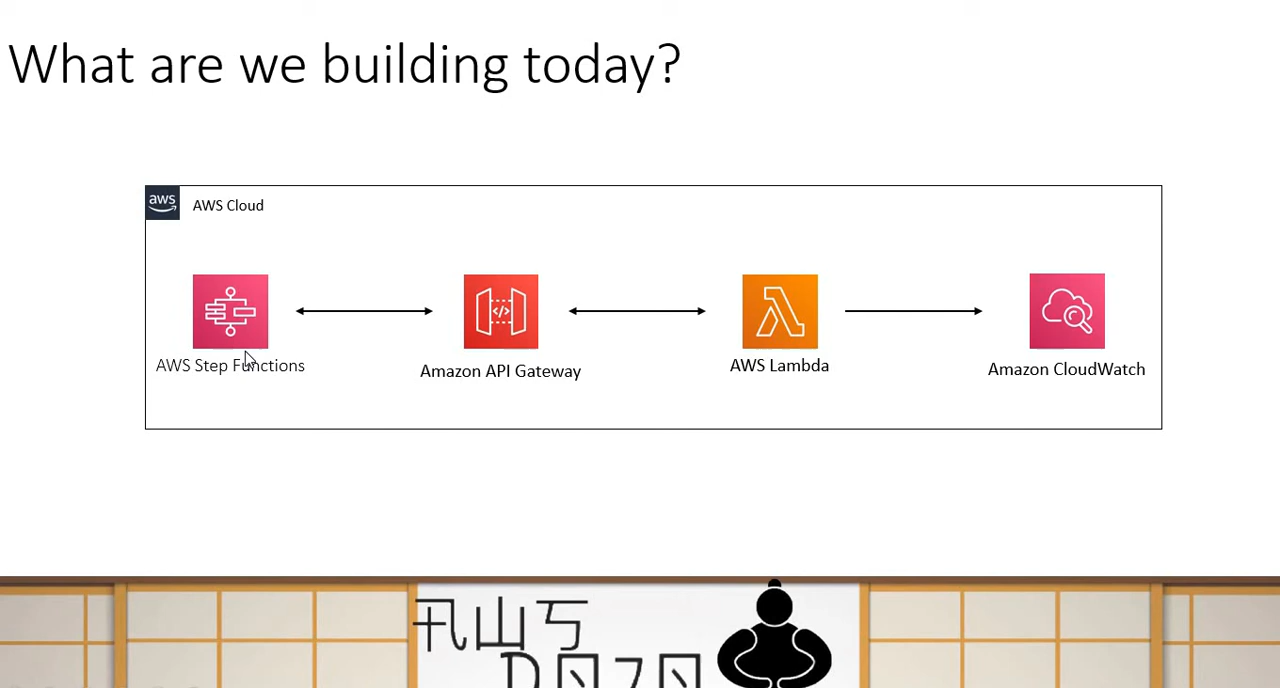 What are we building today?
aws
AWS Cloud
AWS Step Functions
Amazon API Gateway
AWS Lambda
Amazon CloudWatch